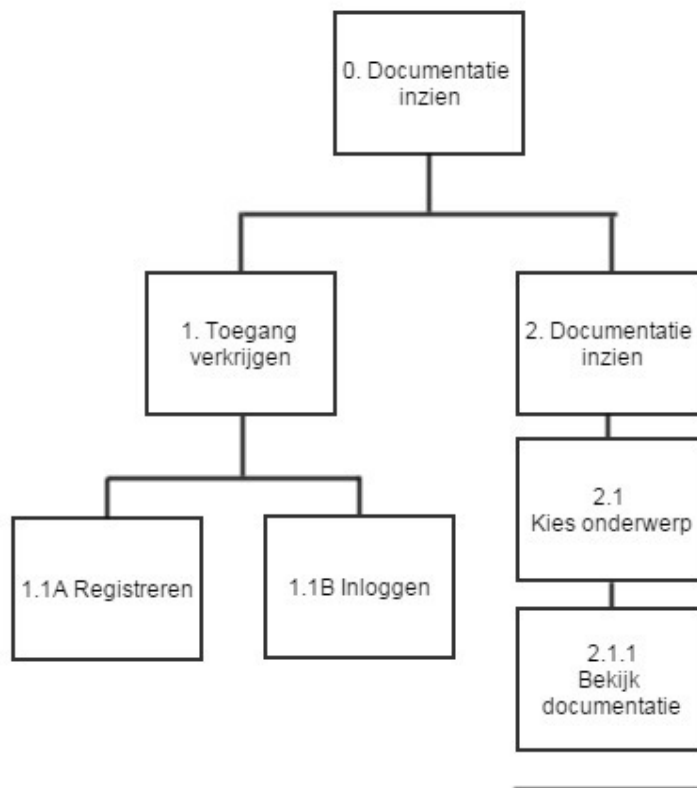 0. Documentatie
inzien
1. Toegang
verkrijgen
2. Documentatie
inzien
2.1
Kies onderwerp
1.1A Registreren
1.1B Inloggen
2.1.1
Bekijk
documentatie